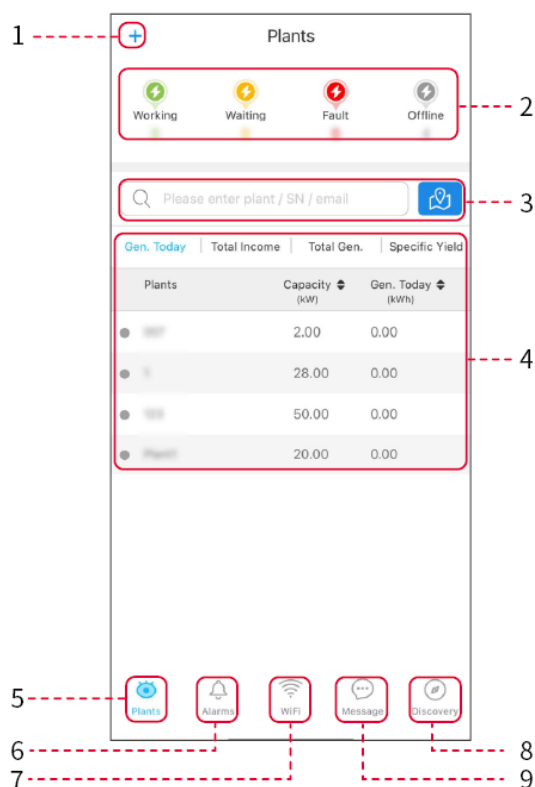 1
Plants
Working Waiting Fault Offline
2
Please enter plant / SN / email
3
Gen. Today Total Income Total Gen. Specific Yield
Plants Capacity Gen. Today
(kW) (kWh)
2.00 0.00
28.00 0.00
4
50.00 0.00
20.00 0.00
5
Plants Alarms WiFi Message Discovery
6 8
7 9